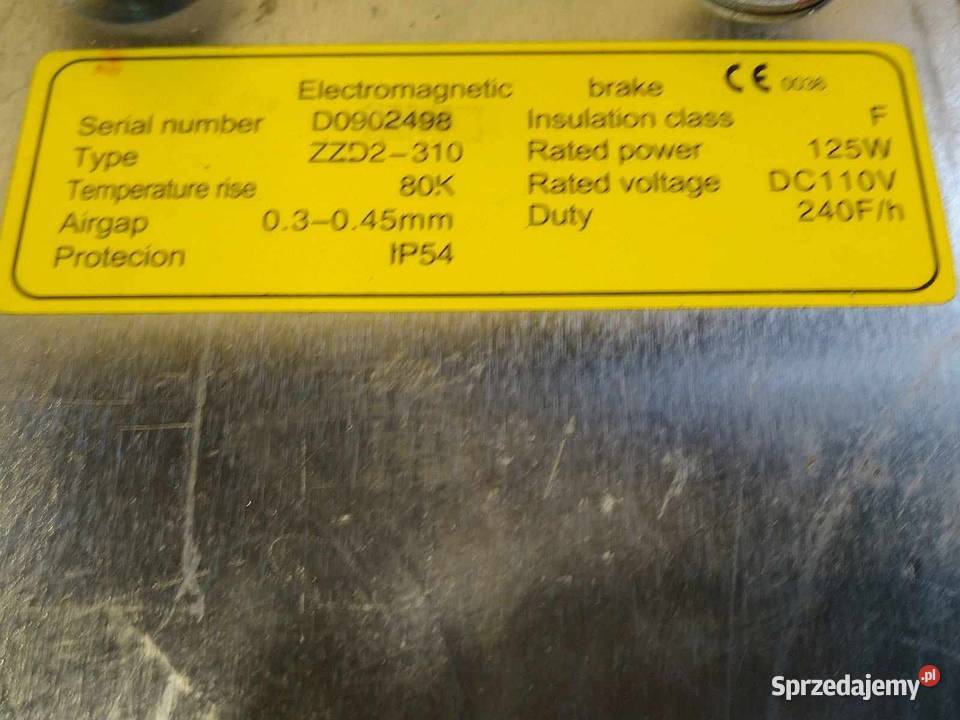 Electromagnetic brake CE 0036
Serial number D0902498 Insulation class F
Type ZZD2-310 Rated power 125W
Temperature rise 80K Rated voltage DC110V
Airgap 0.3-0.45mm Duty 240F/h
Protecion IP54
Sprzedajemy.pl